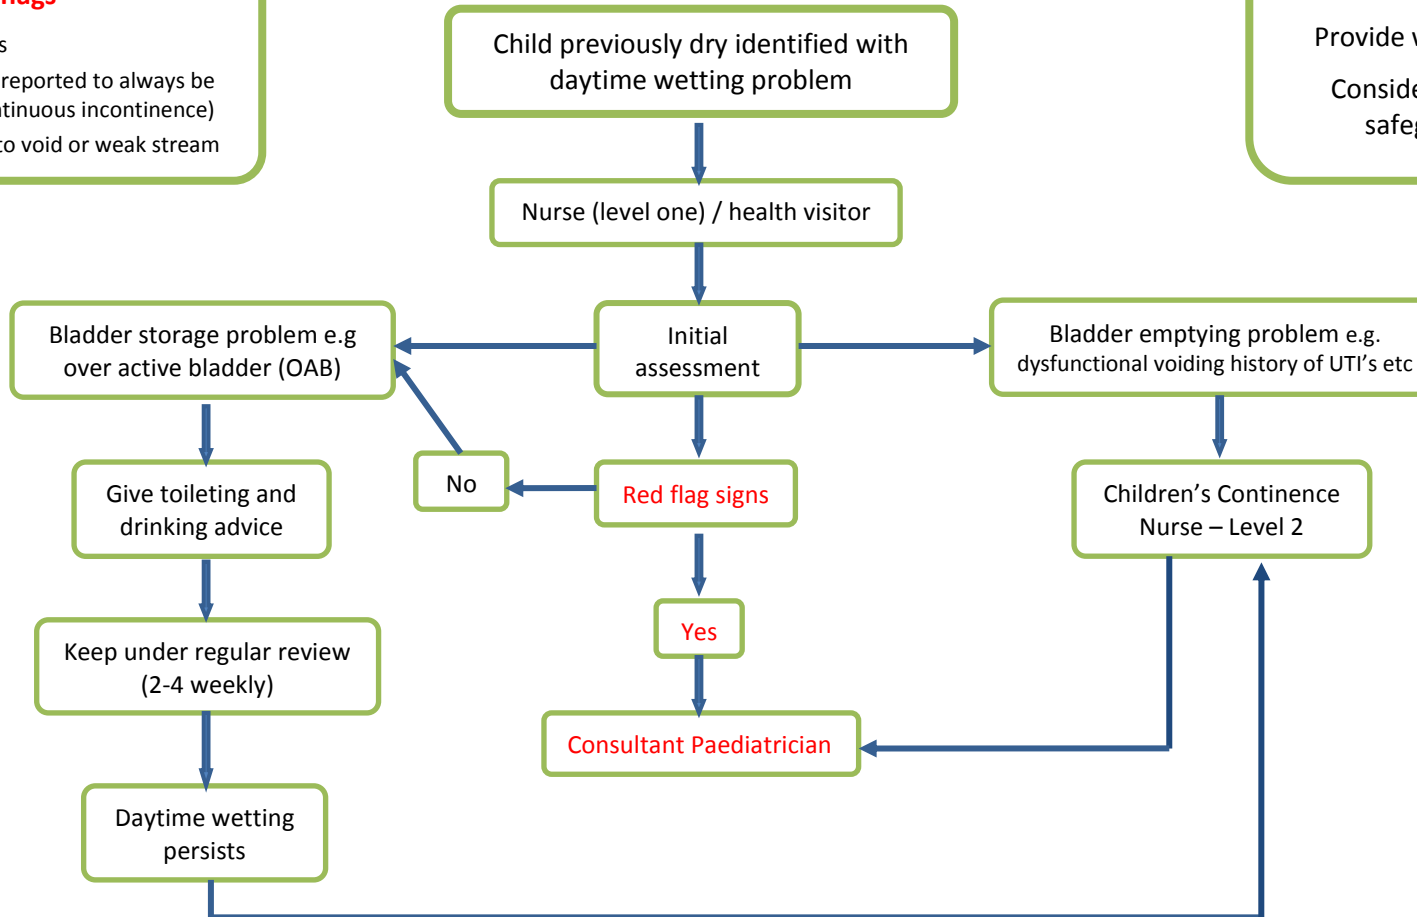 s
reported to always be
tinuous incontinence)
to void or weak stream
Child previously dry identified with
daytime wetting problem
Provide
Conside
safe
Nurse (level one) / health visitor
Bladder storage problem e.g
over active bladder (OAB)
Initial
assessment
Bladder emptying problem e.g.
dysfunctional voiding history of UTI's etc
No
Red flag signs
Give toileting and
drinking advice
Children's Continence
Nurse – Level 2
Yes
Keep under regular review
(2-4 weekly)
Consultant Paediatrician
Daytime wetting
persists